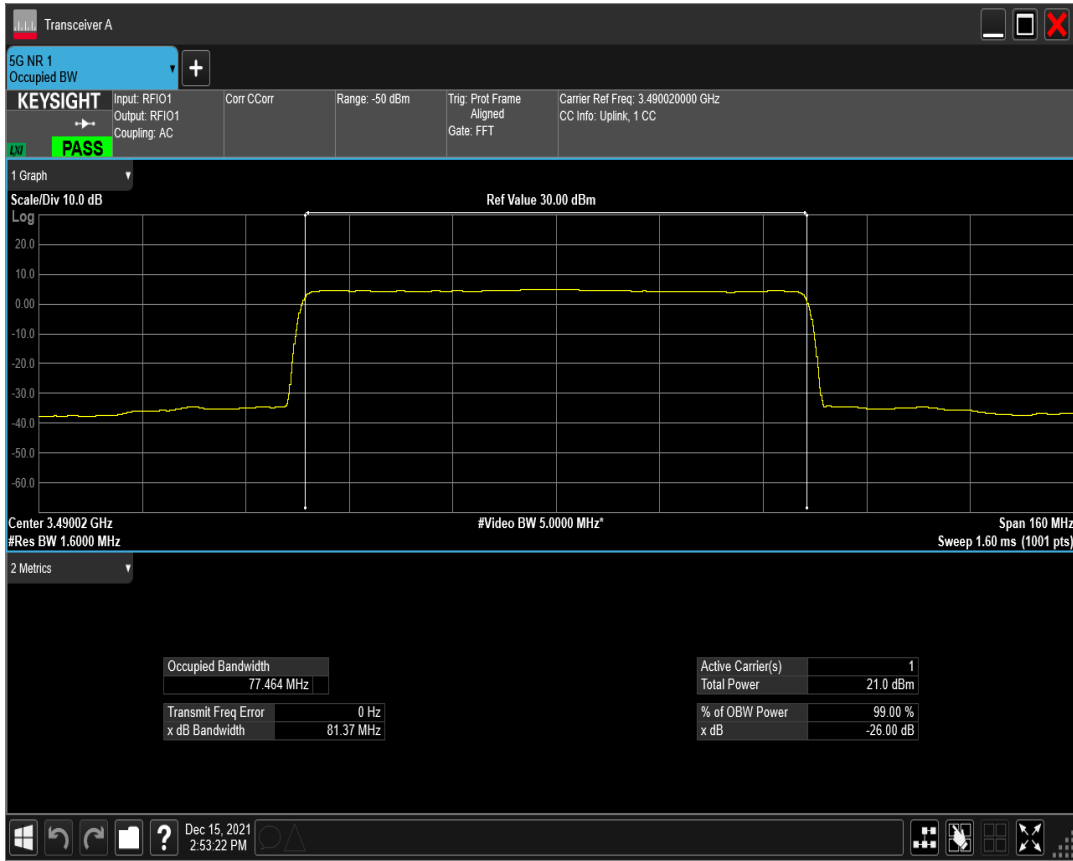 Transceiver A
5G NR 1
Occupied BW
+
KEYSIGHT
Input: RFIO1
Output: RFIO1
Coupling: AC
Corr CCorr
Range: -50 dBm
Trig: Prot Frame
Aligned
Gate: FFT
Carrier Ref Freq: 3.490020000 GHz
CC Info: Uplink, 1 CC
LXI
PASS
1 Graph
Scale/Div 10.0 dB
Ref Value 30.00 dBm
Log
20.0
10.0
0.00
-10.0
-20.0
-30.0
-40.0
-50.0
-60.0
Center 3.49002 GHz
#Video BW 5.0000 MHz*
Span 160 MHz
#Res BW 1.6000 MHz
Sweep 1.60 ms (1001 pts)
2 Metrics
Occupied Bandwidth
77.464 MHz
Transmit Freq Error 0 Hz
x dB Bandwidth 81.37 MHz
Active Carrier(s) 1
Total Power 21.0 dBm
% of OBW Power 99.00 %
x dB -26.00 dB
?
Dec 15, 2021
2:53:22 PM